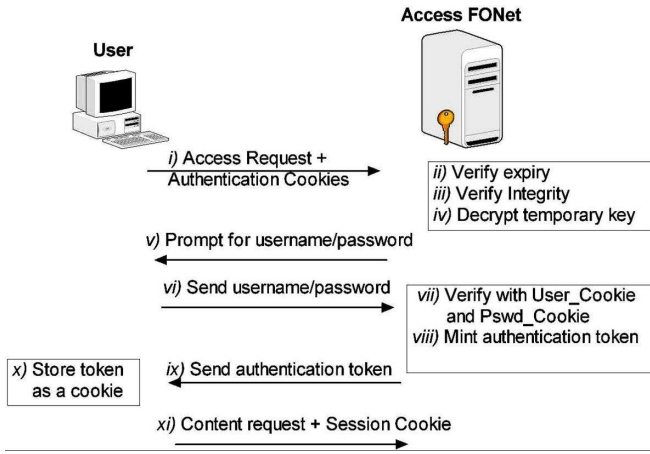 Access FONet
User
i) Access Request +
Authentication Cookies
ii) Verify expiry
iii) Verify Integrity
iv) Decrypt temporary key
v) Prompt for username/password
vi) Send username/password
vii) Verify with User_Cookie
and Pswd_Cookie
viii) Mint authentication token
ix) Send authentication token
x) Store token
as a cookie
xi) Content request + Session Cookie